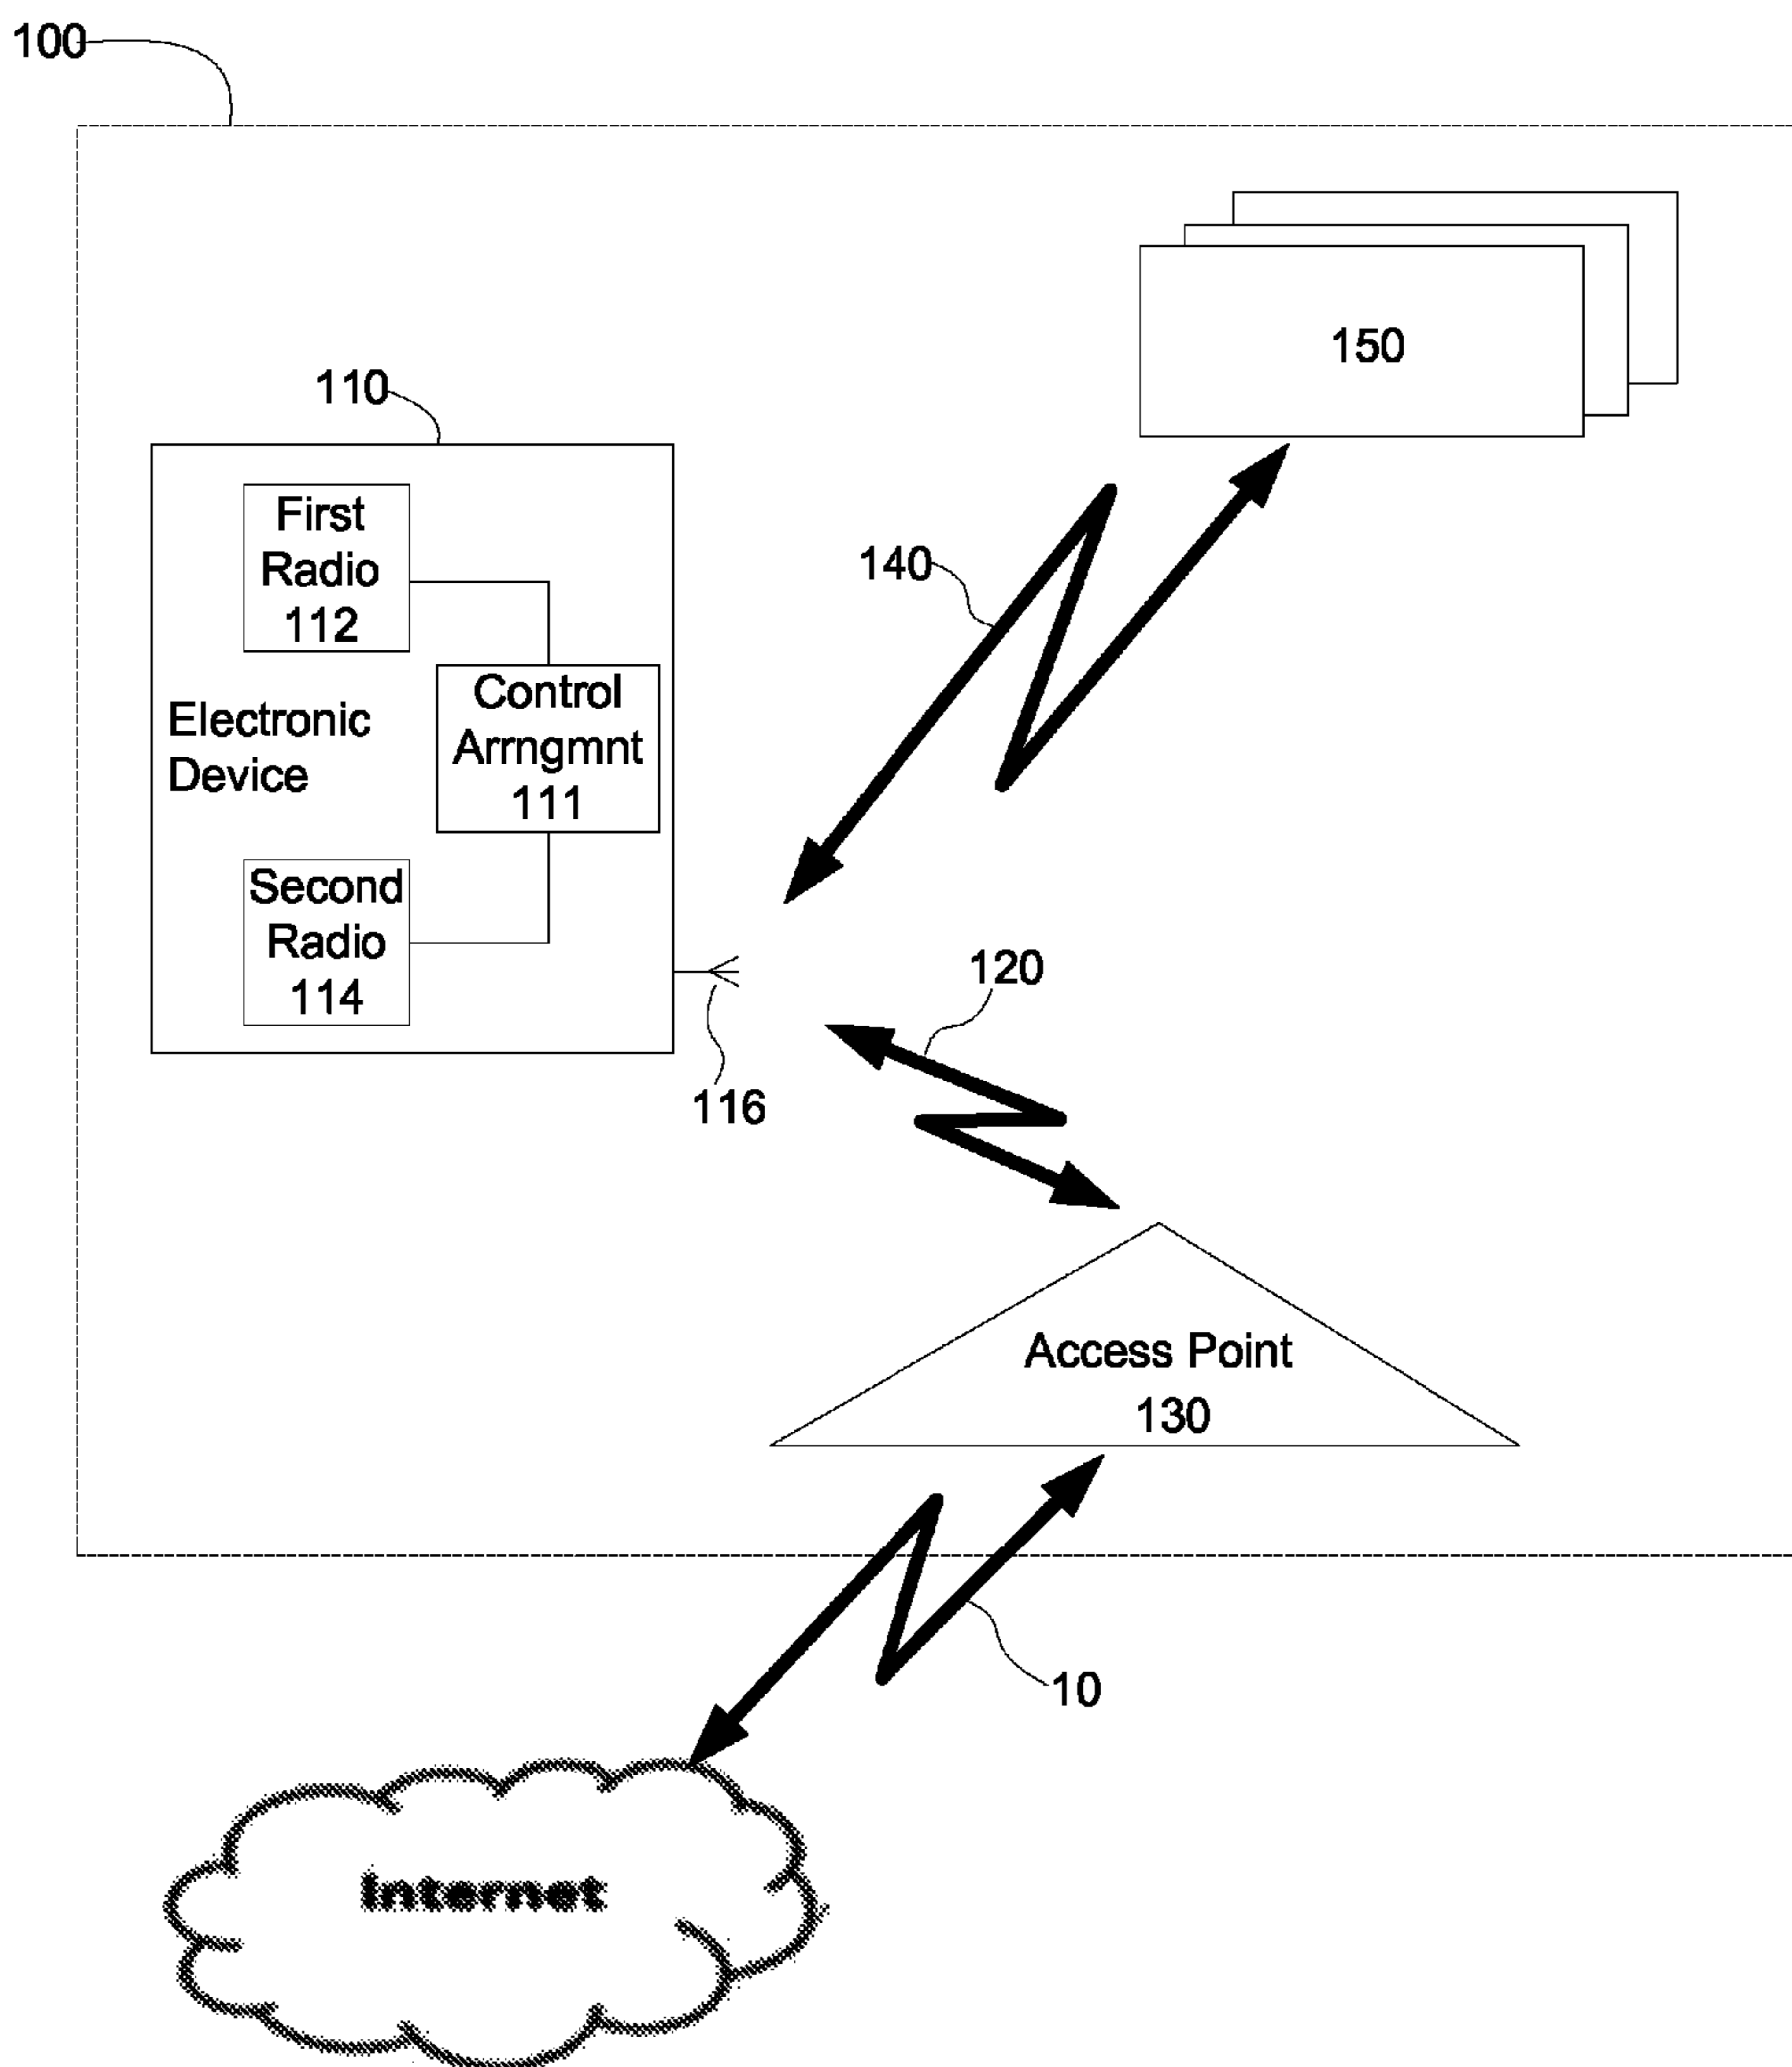 100
150
110
First
Radio
112
140
Control
Arrngmnt
111
Electronic
Device
Second
Radio
114
120
116
Access Point
130
10
Internet